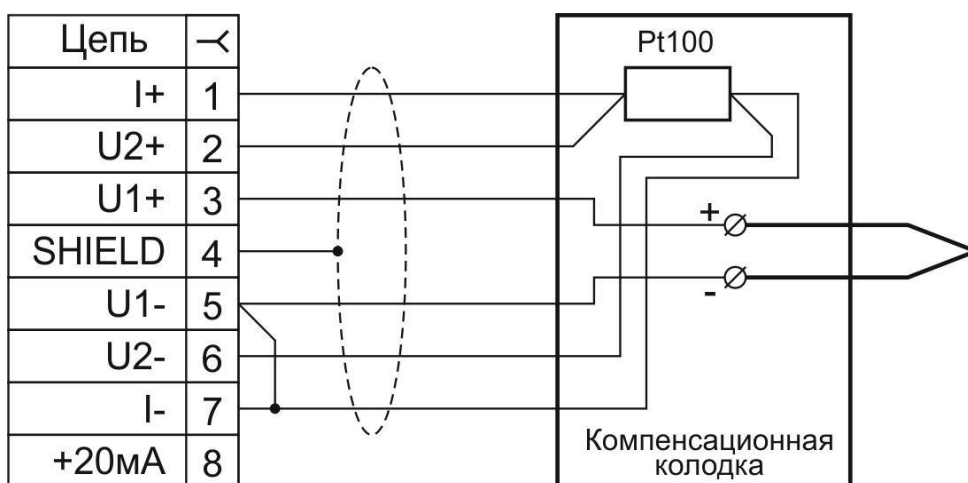 Цепь
I+ 1
U2+ 2
U1+ 3
SHIELD 4
U1- 5
U2- 6
I- 7
+20мА 8
Pt100
+
-
Компенсационная
колодка